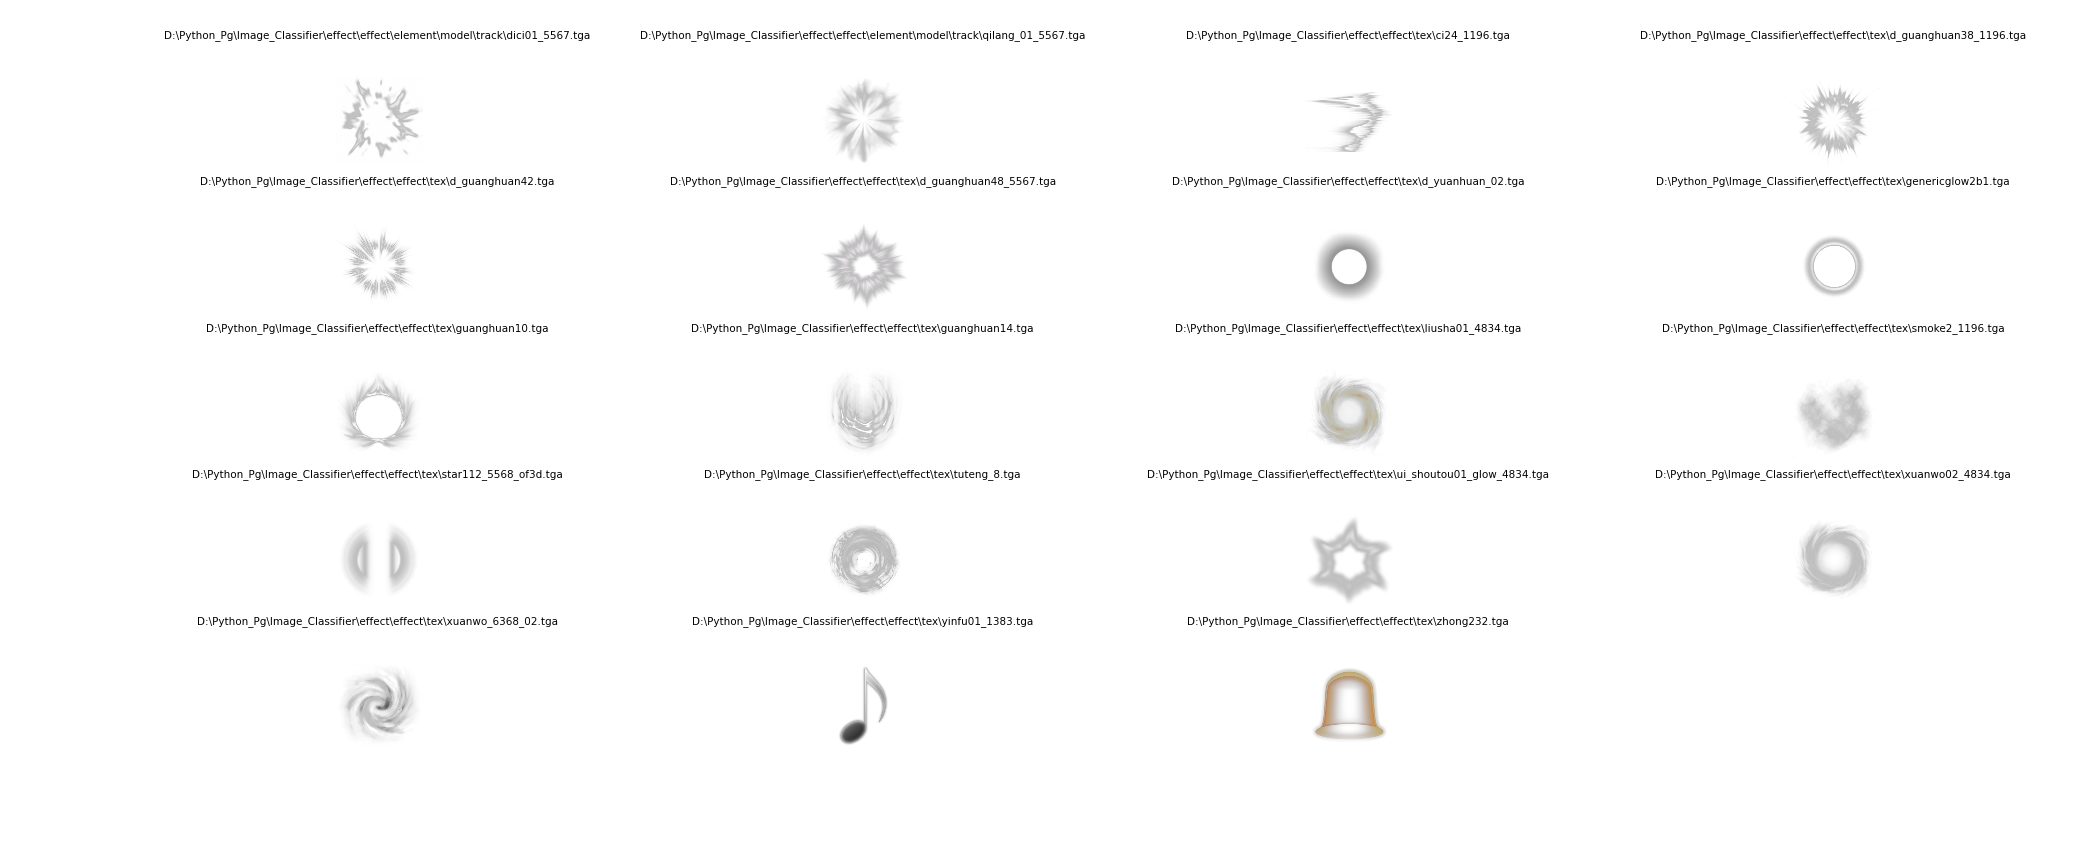 D:\Python_Pg\Image_Classifier\effect\effect\element\model\track\dici01_5567.tga
D:\Python_Pg\Image_Classifier\effect\effect\element\model\track\qilang_01_5567.tga
D:\Python_Pg\Image_Classifier\effect\effect\tex\ci24_1196.tga
D:\Python_Pg\Image_Classifier\effect\effect\tex\d_guanghuan38_1196.tga
D:\Python_Pg\Image_Classifier\effect\effect\tex\d_guanghuan42.tga
D:\Python_Pg\Image_Classifier\effect\effect\tex\d_guanghuan48_5567.tga
D:\Python_Pg\Image_Classifier\effect\effect\tex\d_yuanhuan_02.tga
D:\Python_Pg\Image_Classifier\effect\effect\tex\genericglow2b1.tga
D:\Python_Pg\Image_Classifier\effect\effect\tex\guanghuan10.tga
D:\Python_Pg\Image_Classifier\effect\effect\tex\guanghuan14.tga
D:\Python_Pg\Image_Classifier\effect\effect\tex\liusha01_4834.tga
D:\Python_Pg\Image_Classifier\effect\effect\tex\smoke2_1196.tga
D:\Python_Pg\Image_Classifier\effect\effect\tex\star112_5568_of3d.tga
D:\Python_Pg\Image_Classifier\effect\effect\tex\tuteng_8.tga
D:\Python_Pg\Image_Classifier\effect\effect\tex\ui_shoutou01_glow_4834.tga
D:\Python_Pg\Image_Classifier\effect\effect\tex\xuanwo02_4834.tga
D:\Python_Pg\Image_Classifier\effect\effect\tex\xuanwo_6368_02.tga
D:\Python_Pg\Image_Classifier\effect\effect\tex\yinfu01_1383.tga
D:\Python_Pg\Image_Classifier\effect\effect\tex\zhong232.tga